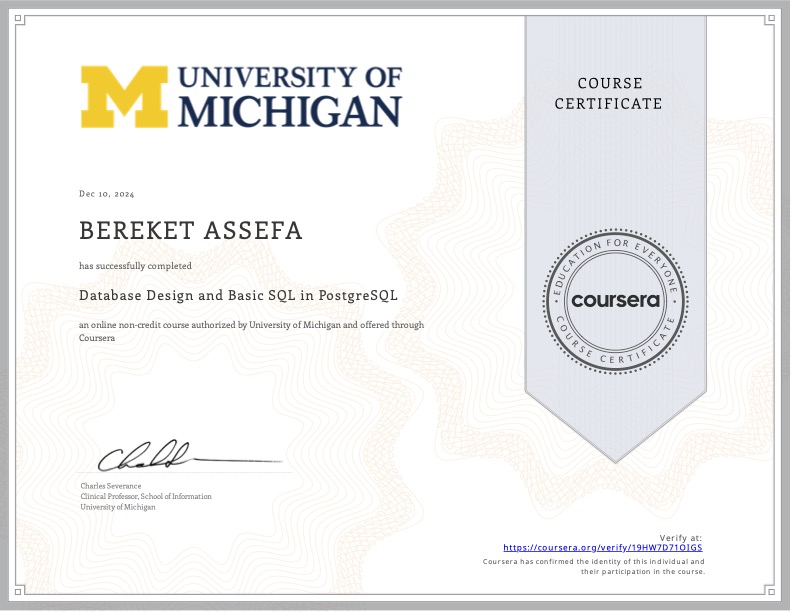 UNIVERSITY OF
MICHIGAN
COURSE
CERTIFICATE
Dec 10, 2024
BEREKET ASSEFA
has successfully completed
Database Design and Basic SQL in PostgreSQL
an online non-credit course authorized by University of Michigan and offered through
Coursera
EDUCATION FOR EVERYONE
coursera
COURSE CERTIFICATE
Charles Severance
Clinical Professor, School of Information
University of Michigan
Verify at:
https://coursera.org/verify/19HW7D71OIGS
Coursera has confirmed the identity of this individual and
their participation in the course.